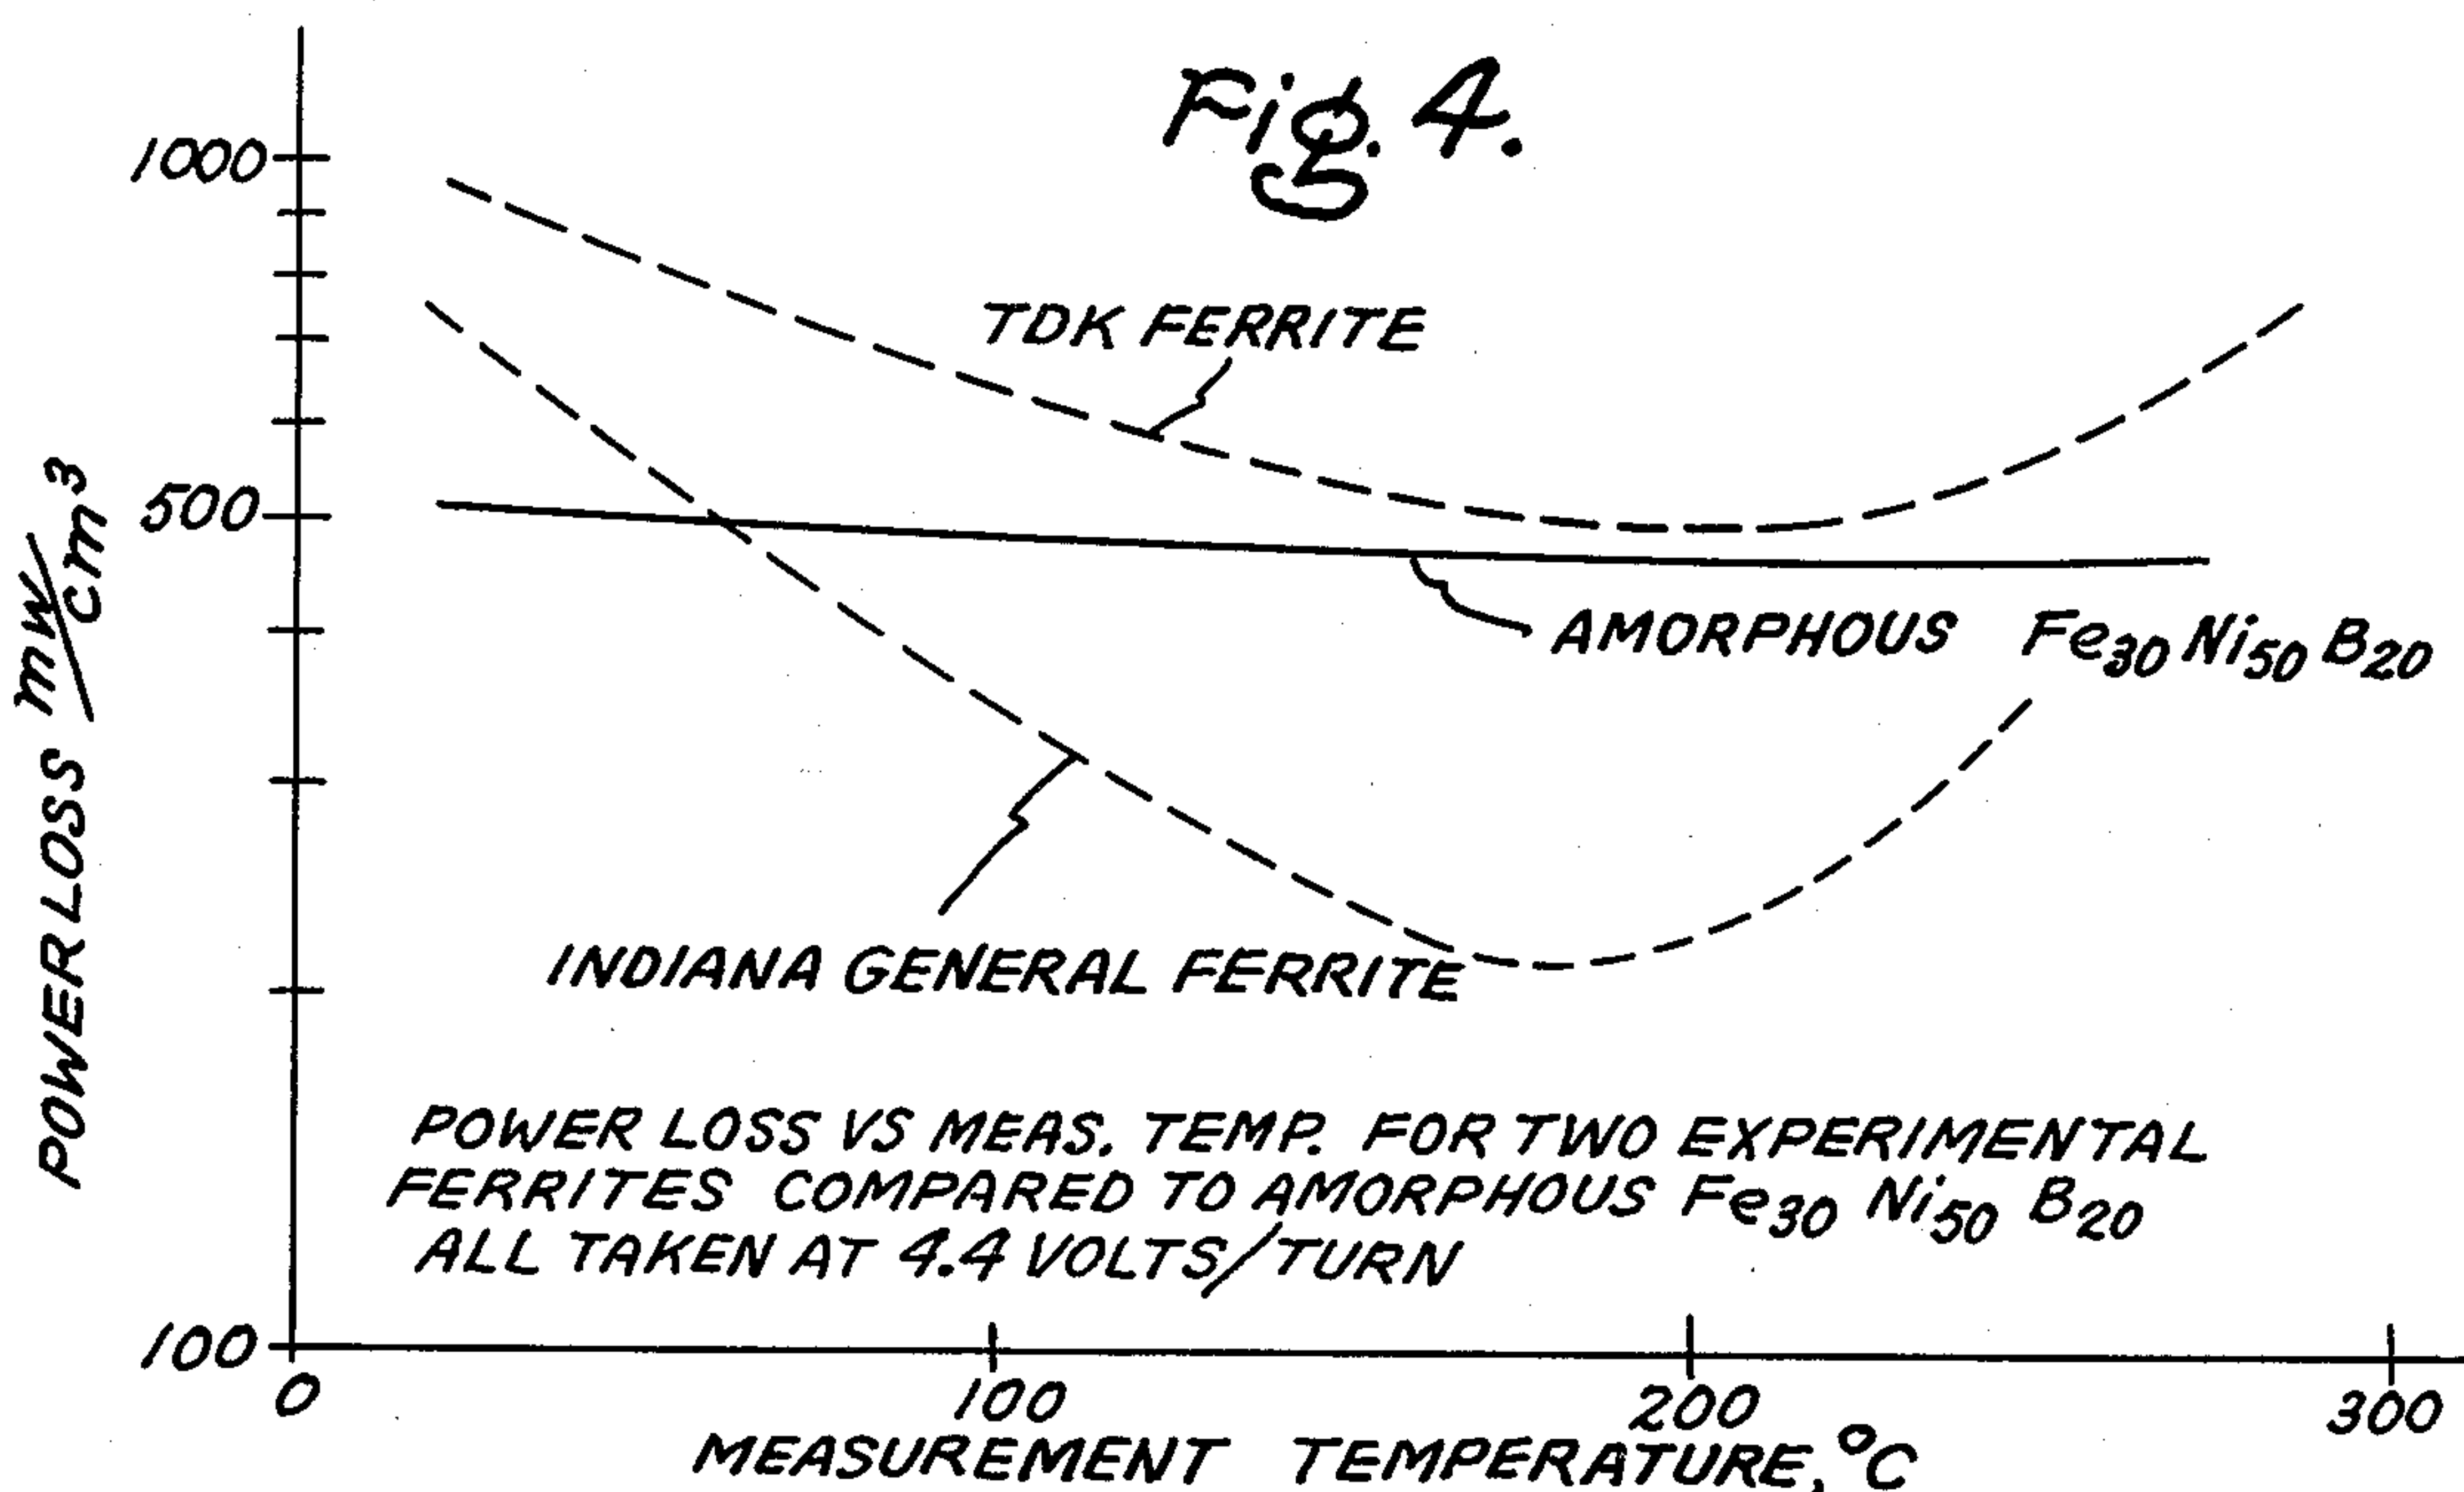 Fig. 4.
1000
500
100
POWER LOSS mW/cm³
TDK FERRITE
AMORPHOUS Fe₃₀ Ni₅₀ B₂₀
INDIANA GENERAL FERRITE
POWER LOSS VS MEAS. TEMP. FOR TWO EXPERIMENTAL
FERRITES COMPARED TO AMORPHOUS Fe₃₀ Ni₅₀ B₂₀
ALL TAKEN AT 4.4 VOLTS/TURN
0
100
200
300
MEASUREMENT TEMPERATURE, °C